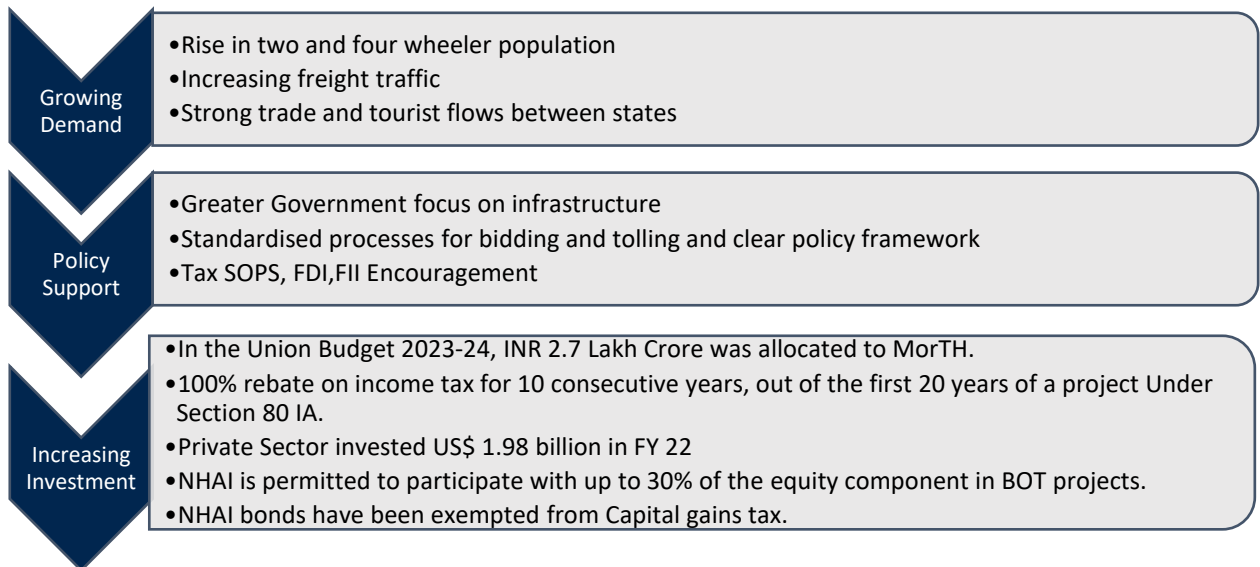 Growing
Demand
•Rise in two and four wheeler population
•Increasing freight traffic
•Strong trade and tourist flows between states
Policy
Support
•Greater Government focus on infrastructure
•Standardised processes for bidding and tolling and clear policy framework
•Tax SOPS, FDI,FII Encouragement
Increasing
Investment
•In the Union Budget 2023-24, INR 2.7 Lakh Crore was allocated to MorTH.
•100% rebate on income tax for 10 consecutive years, out of the first 20 years of a project Under
Section 80 IA.
•Private Sector invested US$ 1.98 billion in FY 22
•NHAI is permitted to participate with up to 30% of the equity component in BOT projects.
•NHAI bonds have been exempted from Capital gains tax.